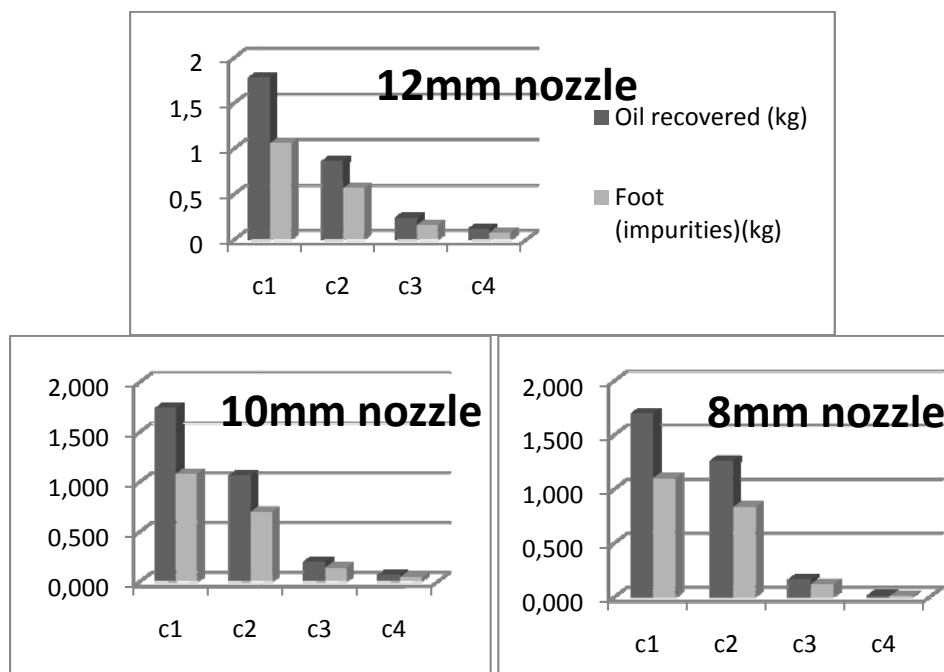 12mm nozzle
2
1,5
1
0,5
0
c1 c2 c3 c4
Oil recovered (kg)
Foot
(impurities)(kg)
10mm nozzle
2,000
1,500
1,000
0,500
0,000
c1 c2 c3 c4
8mm nozzle
2,000
1,500
1,000
0,500
0,000
c1 c2 c3 c4